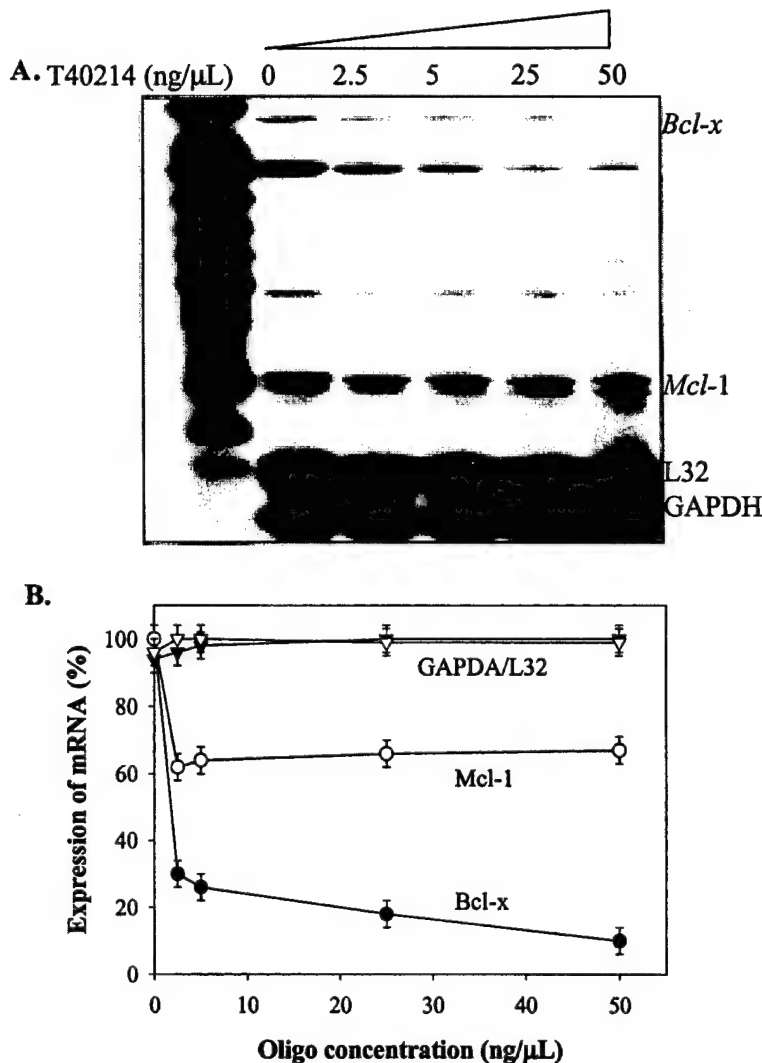 A. T40214 (ng/μL) 0 2.5 5 25 50
Bcl-x
Mcl-1
L32
GAPDH
B.
Expression of mRNA (%)
100
80
60
40
20
0
GAPDA/L32
Mcl-1
Bcl-x
0 10 20 30 40 50
Oligo concentration (ng/μL)